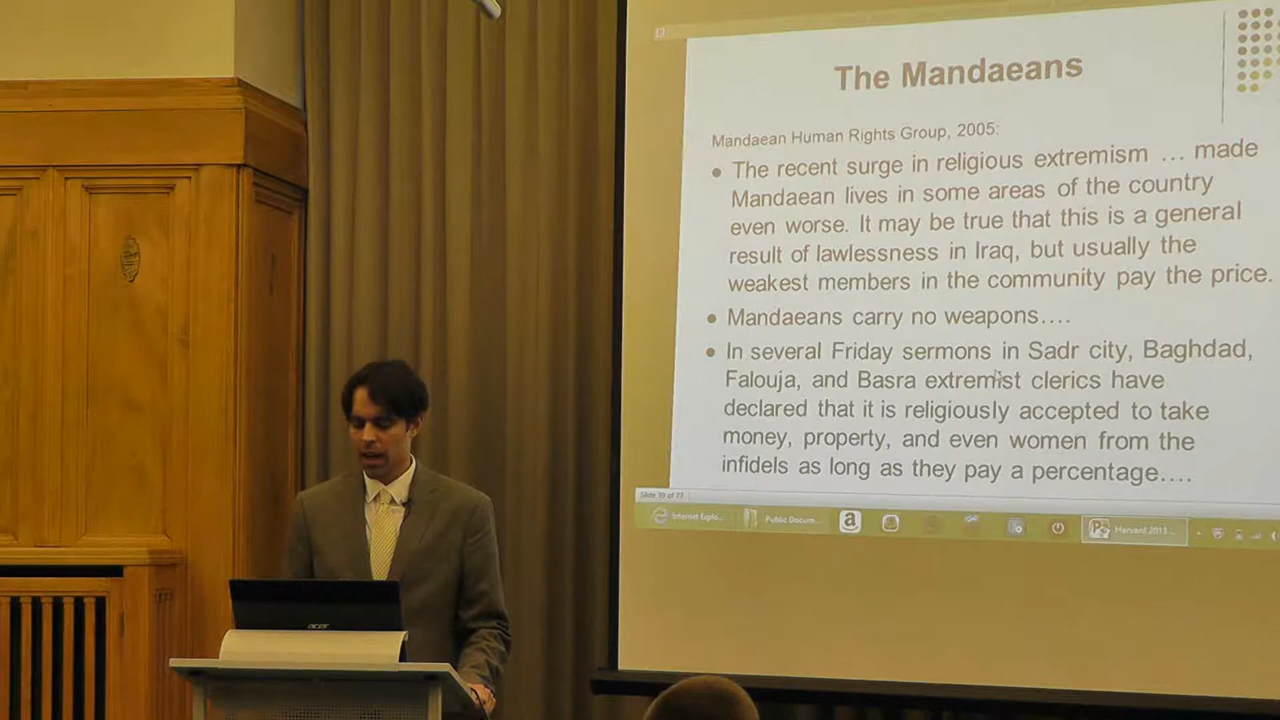 The Mandaeans
Mandaean Human Rights Group, 2005:
• The recent surge in religious extremism … made
Mandaean lives in some areas of the country
even worse. It may be true that this is a general
result of lawlessness in Iraq, but usually the
weakest members in the community pay the price.
• Mandaeans carry no weapons….
• In several Friday sermons in Sadr city, Baghdad,
Falouja, and Basra extremist clerics have
declared that it is religiously accepted to take
money, property, and even women from the
infidels as long as they pay a percentage….
Internet Explo...
Public Docum...
a
Harvard 2013 ...
acer